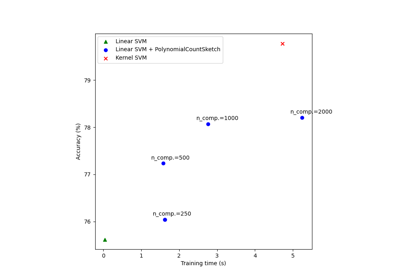 Linear SVM
Linear SVM + PolynomialCountSketch
Kernel SVM
79
78
77
76
Accuracy (%)
n_comp.=2000
n_comp.=1000
n_comp.=500
n_comp.=250
0
1
2
3
4
5
Training time (s)